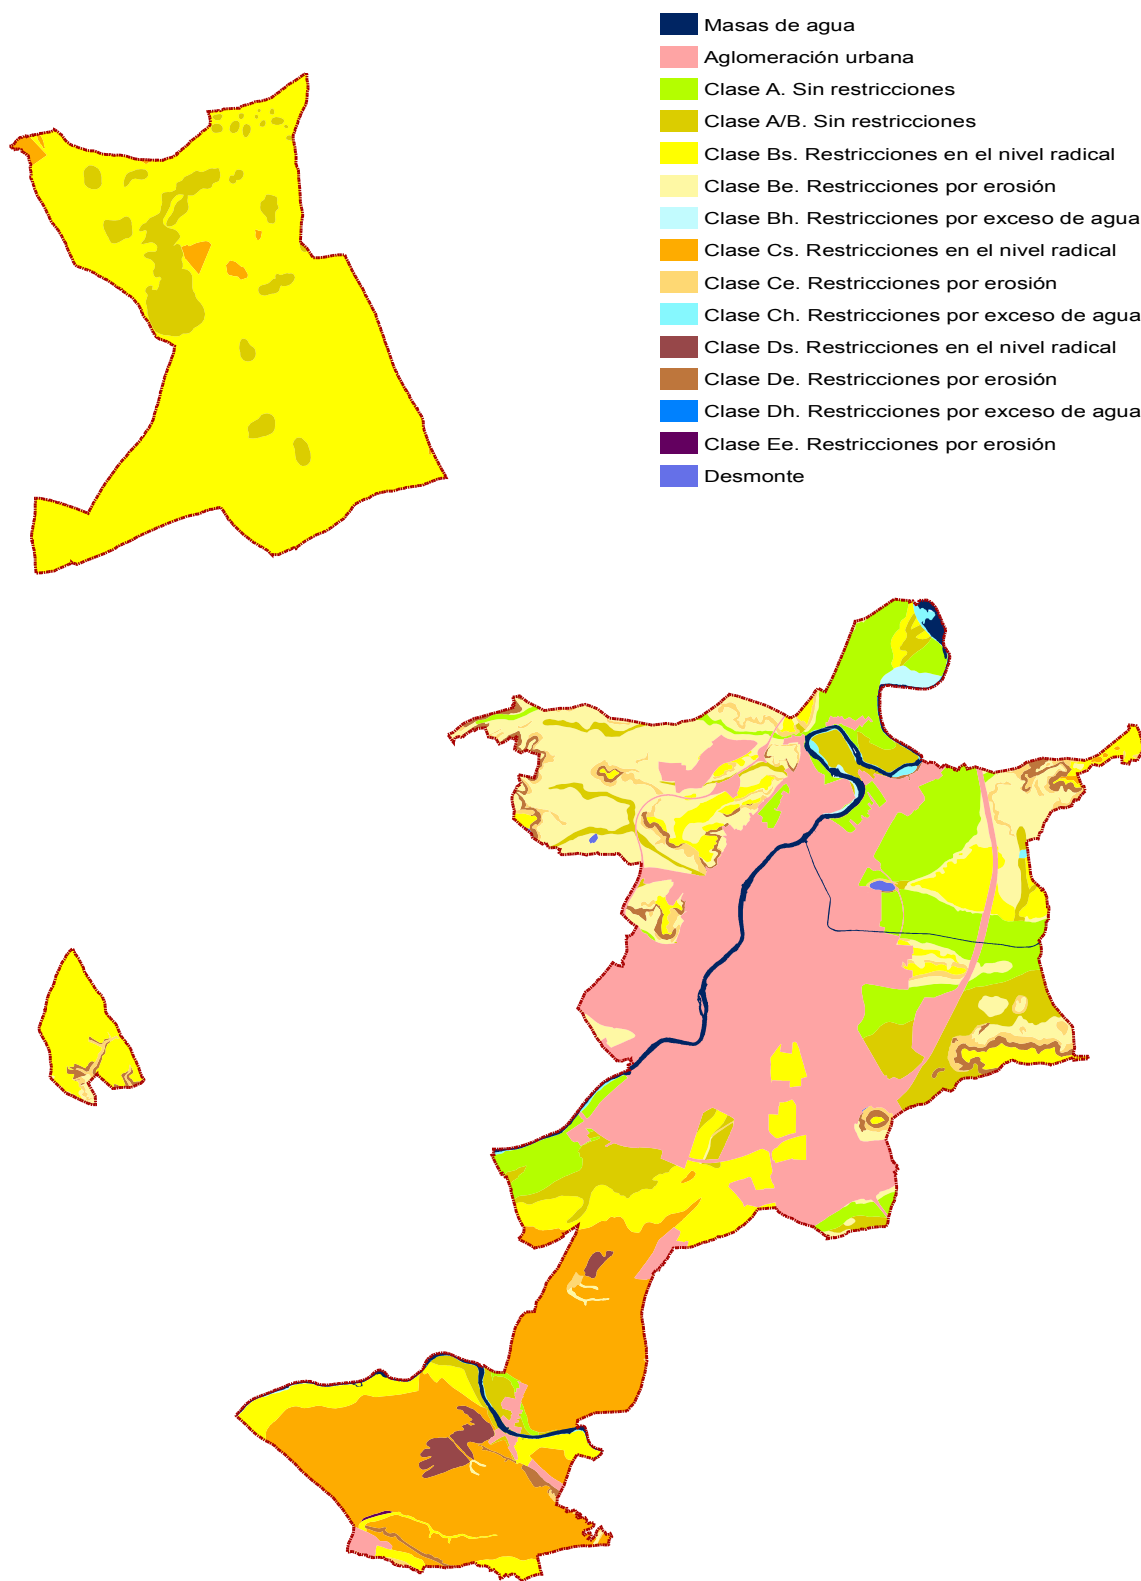 Masas de agua
Aglomeración urbana
Clase A. Sin restricciones
Clase A/B. Sin restricciones
Clase Bs. Restricciones en el nivel radical
Clase Be. Restricciones por erosión
Clase Bh. Restricciones por exceso de agua
Clase Cs. Restricciones en el nivel radical
Clase Ce. Restricciones por erosión
Clase Ch. Restricciones por exceso de agua
Clase Ds. Restricciones en el nivel radical
Clase De. Restricciones por erosión
Clase Dh. Restricciones por exceso de agua
Clase Ee. Restricciones por erosión
Desmonte